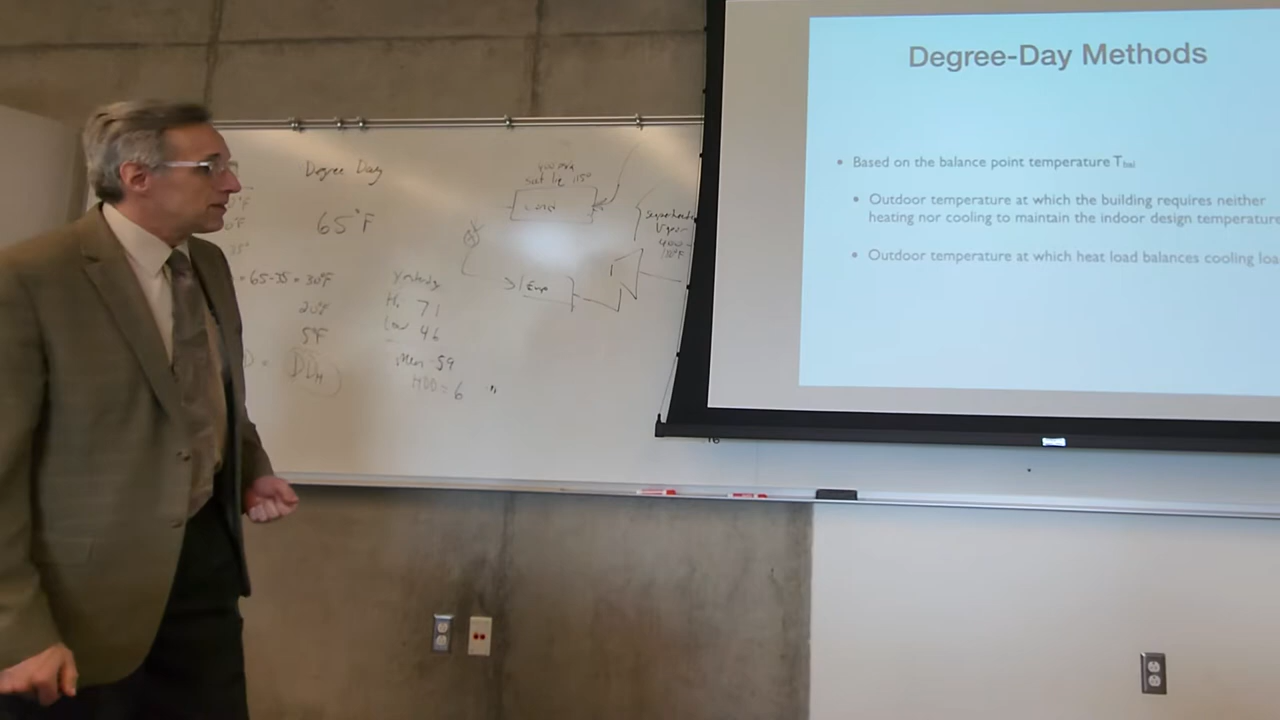 Degree-Day Methods
• Based on the balance point temperature Tbal
• Outdoor temperature at which the building requires neither
heating nor cooling to maintain the indoor design temperature
• Outdoor temperature at which heat load balances cooling loa
Degree Day
65°F
= 65-35 = 30°F
20°F
5°F
D = DDH
yesterday
Hi 71
Low 46
Mean 59
HDD = 6